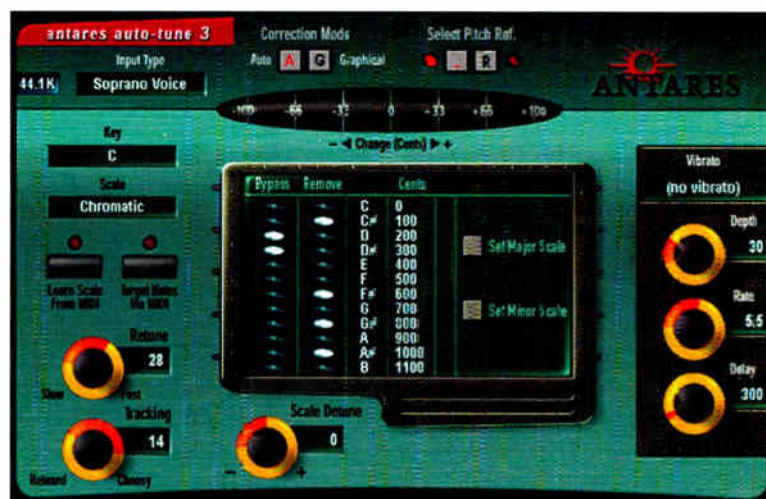 antares auto-tune 3
Correction Mode
Select Pitch Ref.
Input Type
Auto A G Graphical
R
44.1K Soprano Voice
ANTARES
-100 -66 -33 0 +33 +66 +100
- Change (Cents) +
Key
C
Scale
Chromatic
Learn Scale From MIDI
Target Notes Via MIDI
Bypass Remove Cents
C 0
C# 100
D 200
D# 300
E 400
F 500
F# 600
G 700
G# 800
A 900
A# 1000
B 1100
Set Major Scale
Set Minor Scale
Vibrato
(no vibrato)
Depth
30
Rate
5.5
Delay
300
Retune
28
Slow Fast
Tracking
14
Relaxed Choosy
Scale Detune
0
- +